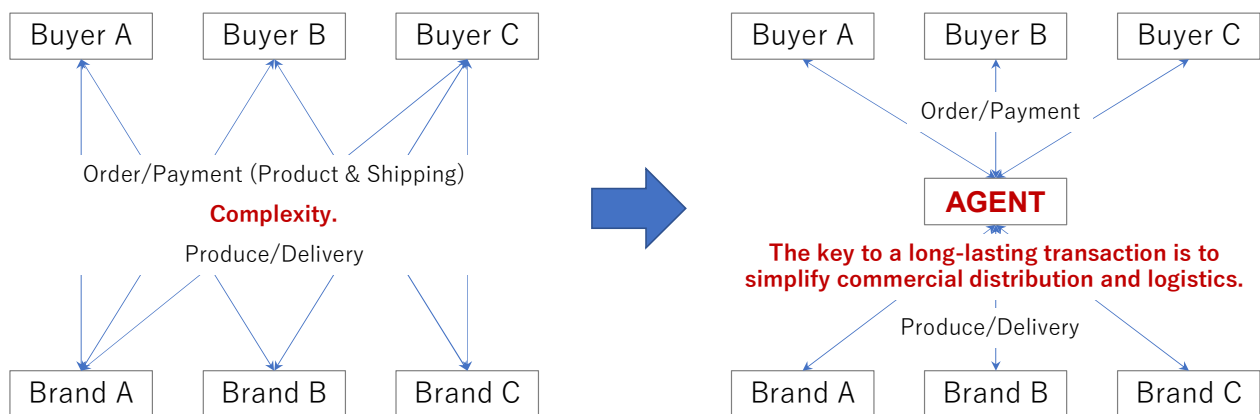 Buyer A
Buyer B
Buyer C
Order/Payment (Product & Shipping)
Complexity.
Produce/Delivery
Brand A
Brand B
Brand C
Buyer A
Buyer B
Buyer C
Order/Payment
AGENT
The key to a long-lasting transaction is to
simplify commercial distribution and logistics.
Produce/Delivery
Brand A
Brand B
Brand C